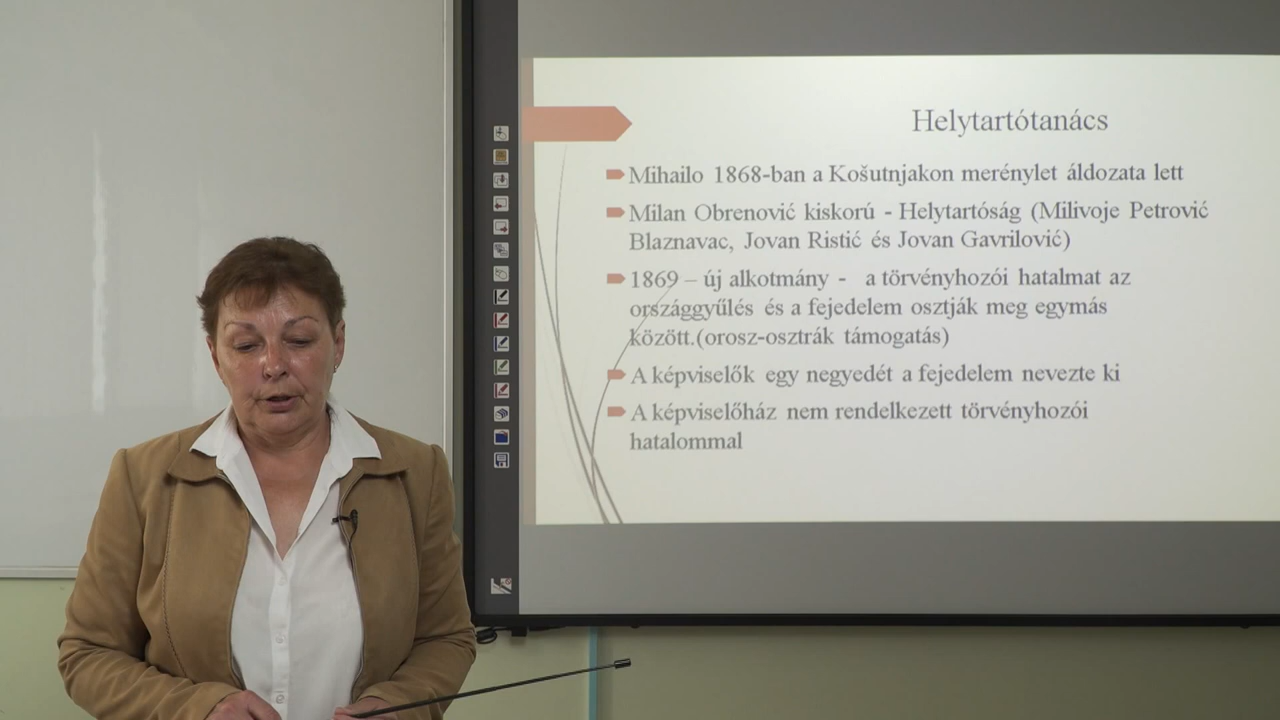 Helytartótanács
Mihailo 1868-ban a Košutnjakon merénylet áldozata lett
Milan Obrenović kiskorú - Helytartóság (Milivoje Petrović
Blaznavac, Jovan Ristić és Jovan Gavrilović)
1869 – új alkotmány - a törvényhozói hatalmat az
országgyűlés és a fejedelem osztják meg egymás
között.(orosz-osztrák támogatás)
A képviselők egy negyedét a fejedelem nevezte ki
A képviselőház nem rendelkezett törvényhozói
hatalommal